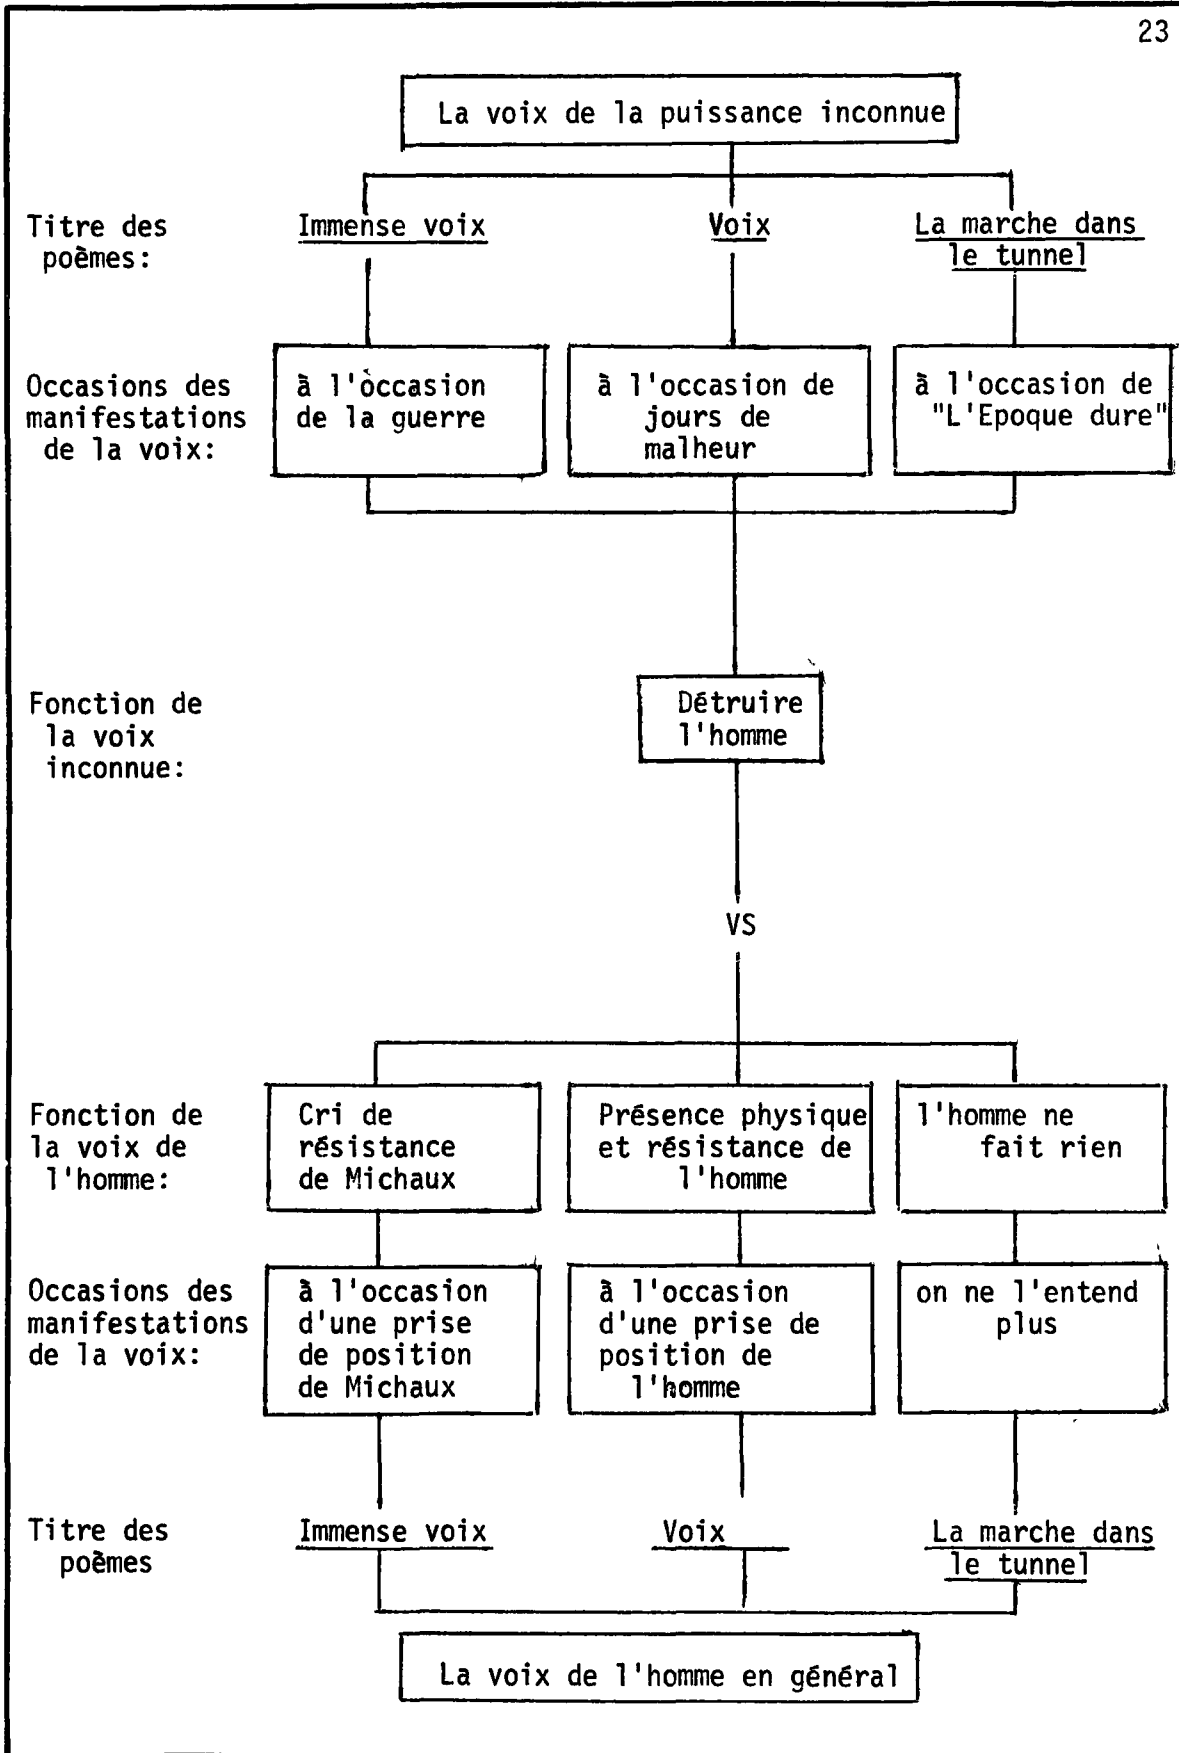 23
La voix de la puissance inconnue
Titre des
poèmes:
Immense voix
Voix
La marche dans
le tunnel
Occasions des
manifestations
de la voix:
à l'occasion
de la guerre
à l'occasion de
jours de
malheur
à l'occasion de
"L'Epoque dure"
Fonction de
la voix
inconnue:
Détruire
l'homme
VS
Fonction de
la voix de
l'homme:
Cri de
résistance
de Michaux
Présence physique
et résistance de
l'homme
l'homme ne
fait rien
Occasions des
manifestations
de la voix:
à l'occasion
d'une prise
de position
de Michaux
à l'occasion
d'une prise de
position de
l'homme
on ne l'entend
plus
Titre des
poèmes
Immense voix
Voix
La marche dans
le tunnel
La voix de l'homme en général